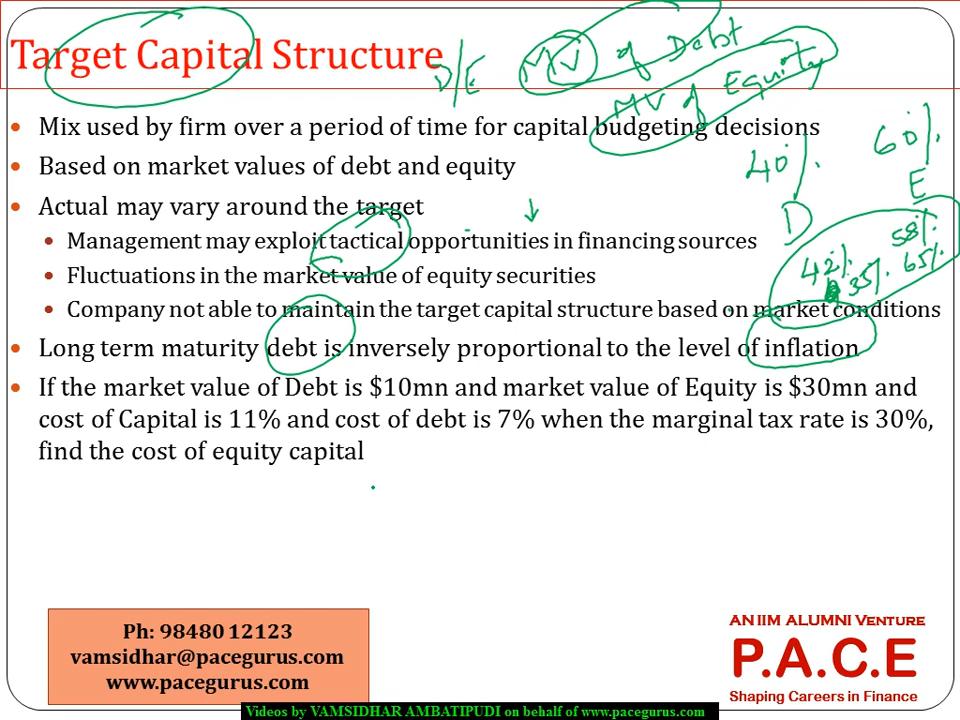 Target Capital Structure
D/E
MV of Debt
MV of Equity
• Mix used by firm over a period of time for capital budgeting decisions
40%
60%
• Based on market values of debt and equity
D
E
• Actual may vary around the target
• Management may exploit tactical opportunities in financing sources
42%
58%
35%
65%
• Fluctuations in the market value of equity securities
• Company not able to maintain the target capital structure based on market conditions
• Long term maturity debt is inversely proportional to the level of inflation
• If the market value of Debt is $10mn and market value of Equity is $30mn and
cost of Capital is 11% and cost of debt is 7% when the marginal tax rate is 30%,
find the cost of equity capital
Ph: 98480 12123
vamsidhar@pacegurus.com
www.pacegurus.com
AN IIM ALUMNI VENTURE
P.A.C.E
Shaping Careers in Finance
Videos by VAMSIDHAR AMBATIPUDI on behalf of www.pacegurus.com